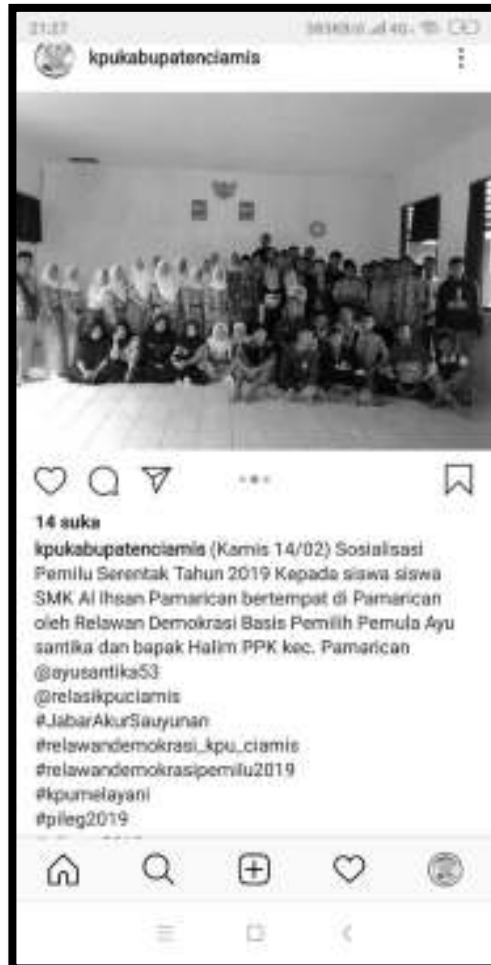 21:27
kpukabupatenciamis
14 suka
kpukabupatenciamis (Kamis 14/02) Sosialisasi
Pemilu Serentak Tahun 2019 Kepada siswa siswa
SMK Al Ihsan Pamarican bertempat di Pamarican
oleh Relawan Demokrasi Basis Pemilih Pemula Ayu
santika dan bapak Halim PPK kec. Pamarican
@ayusantika53
@relasikpuciamis
#JabarAkurSauyunan
#relawandemokrasi_kpu_ciamis
#relawandemokrasipemilu2019
#kpumelayani
#pileg2019